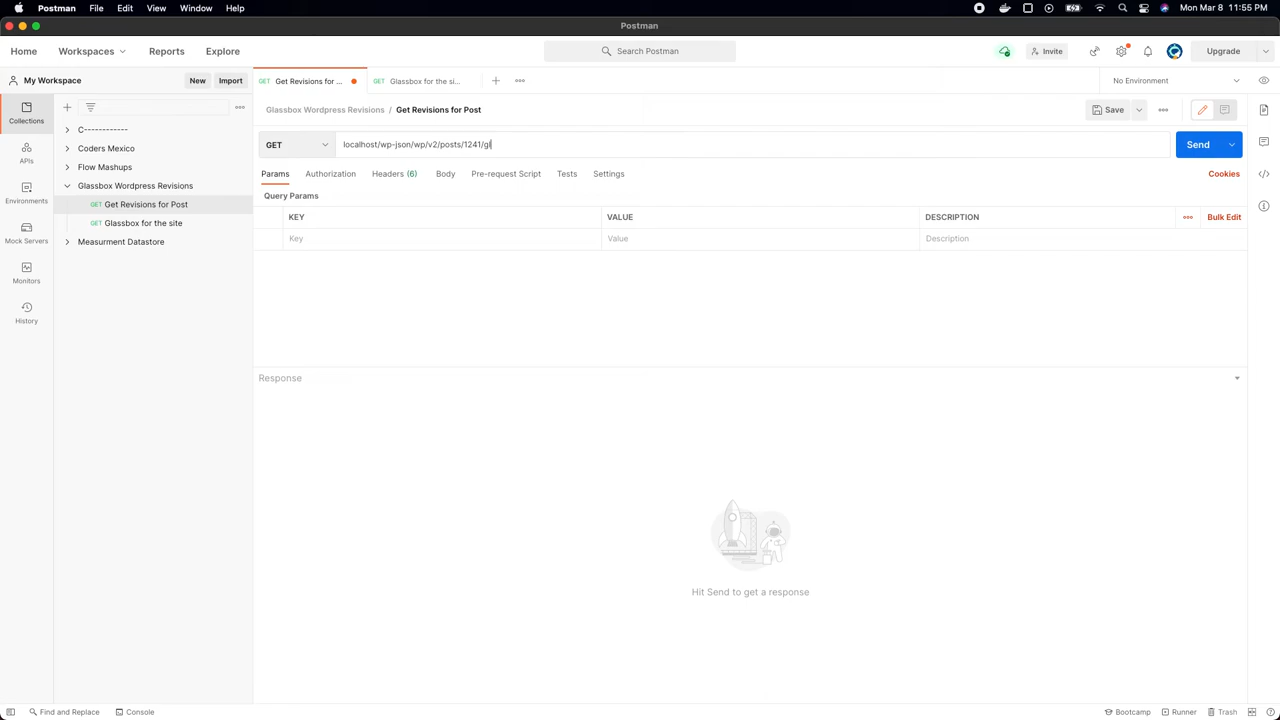 Postman File Edit View Window Help Mon Mar 8 11:55 PM
Postman
Home Workspaces Reports Explore Search Postman Invite Upgrade
My Workspace New Import GET Get Revisions for ... GET Glassbox for the si... No Environment
Glassbox Wordpress Revisions / Get Revisions for Post Save
Collections
APIs
Environments
Mock Servers
Monitors
History
C------------
Coders Mexico
Flow Mashups
Glassbox Wordpress Revisions
GET Get Revisions for Post
GET Glassbox for the site
Measurment Datastore
GET localhost/wp-json/wp/v2/posts/1241/gl Send
Params Authorization Headers (6) Body Pre-request Script Tests Settings Cookies
Query Params
KEY VALUE DESCRIPTION Bulk Edit
Key Value Description
Response
Hit Send to get a response
Find and Replace Console Bootcamp Runner Trash